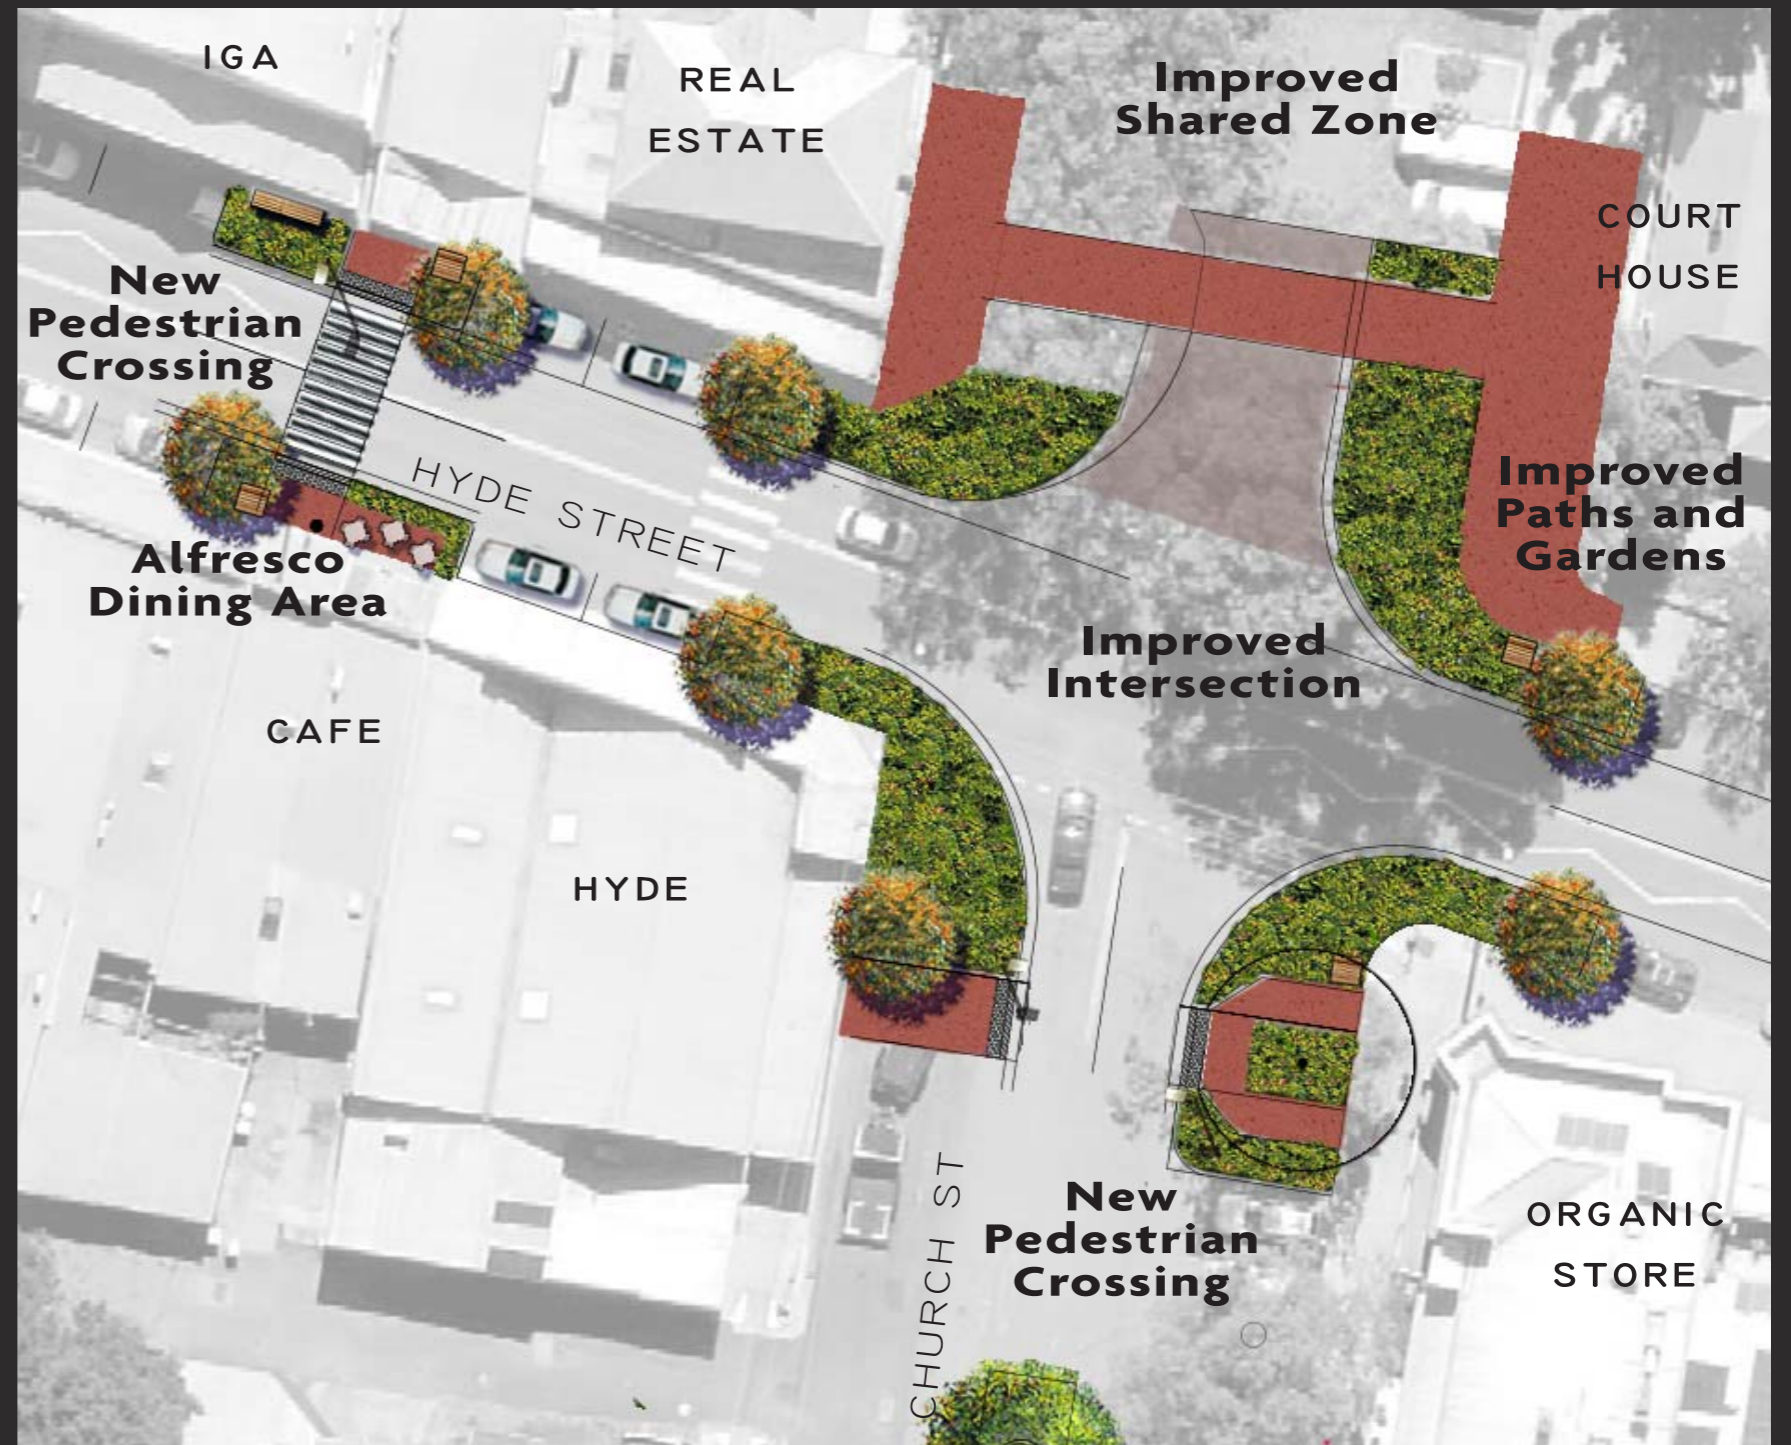 IGA
REAL
ESTATE
Improved
Shared Zone
COURT
HOUSE
New
Pedestrian
Crossing
HYDE STREET
Improved
Paths and
Gardens
Alfresco
Dining Area
Improved
Intersection
CAFE
HYDE
CHURCH ST
New
Pedestrian
Crossing
ORGANIC
STORE